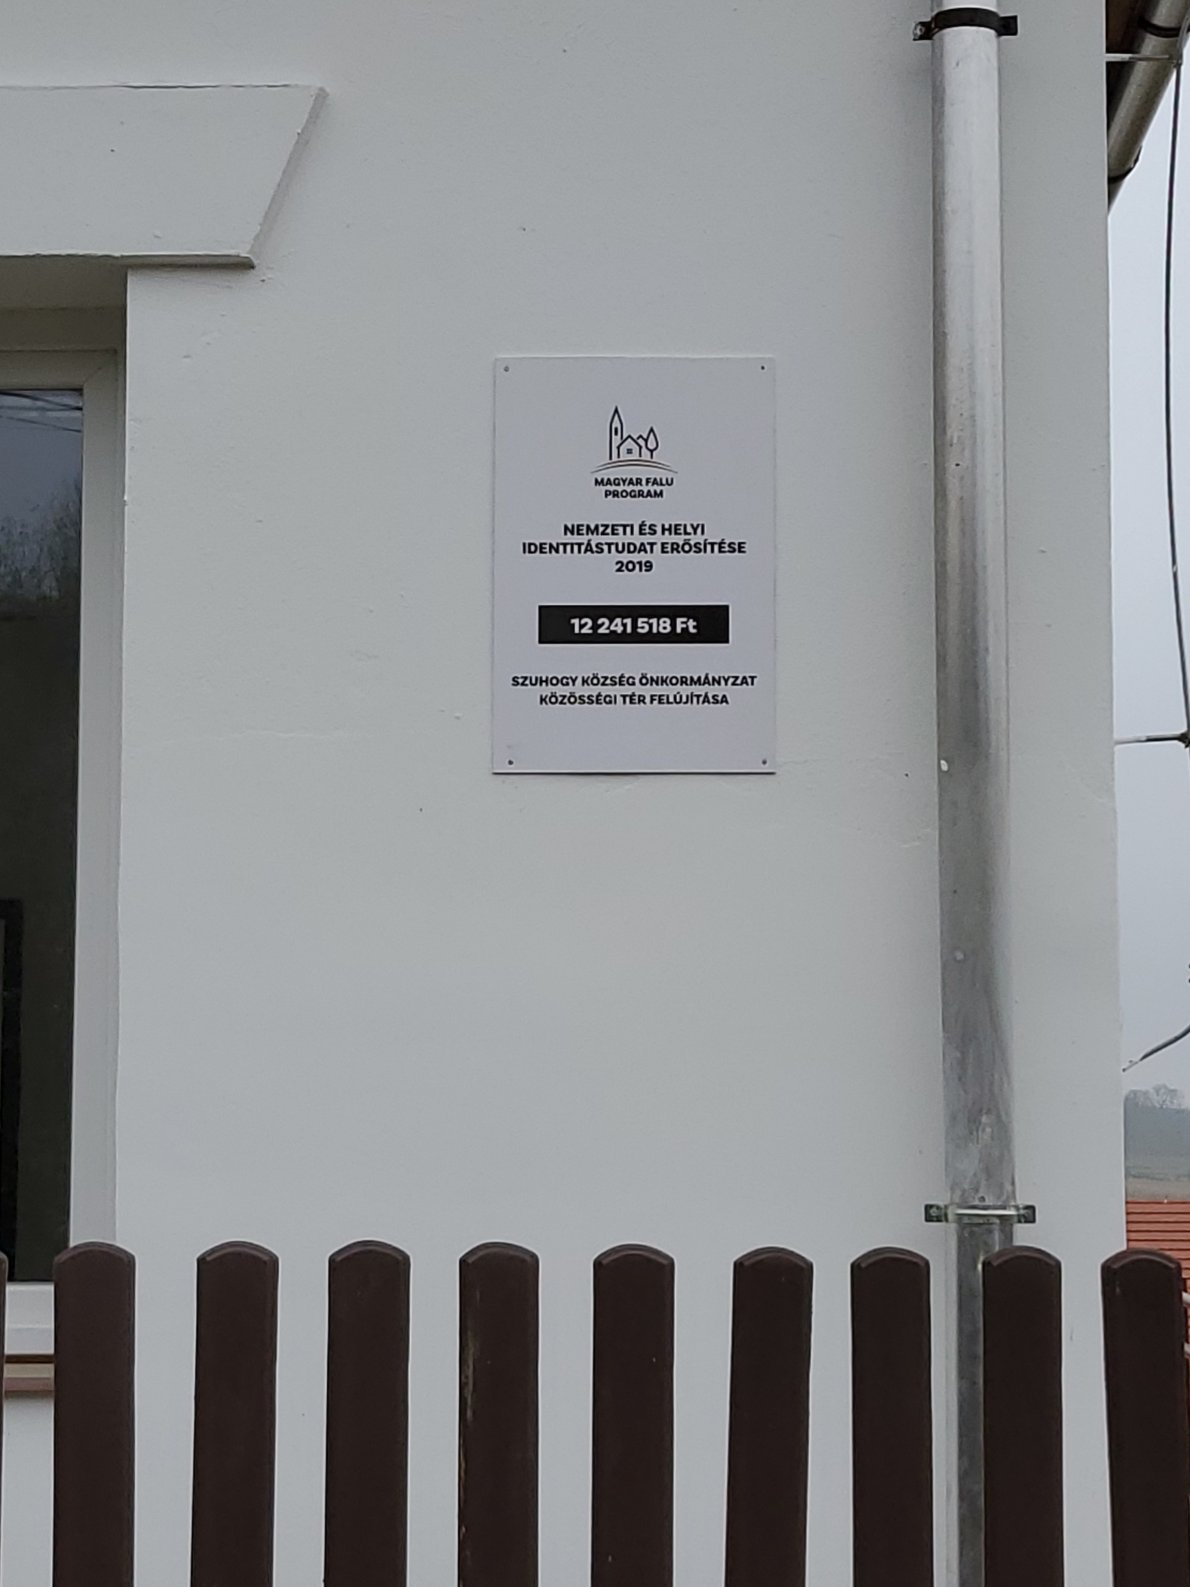 MAGYAR FALU
PROGRAM
NEMZETI ÉS HELYI
IDENTITÁSTUDAT ERŐSÍTÉSE
2019
12 241 518 Ft
SZUHOGY KÖZSÉG ÖNKORMÁNYZAT
KÖZÖSSÉGI TÉR FELÚJÍTÁSA